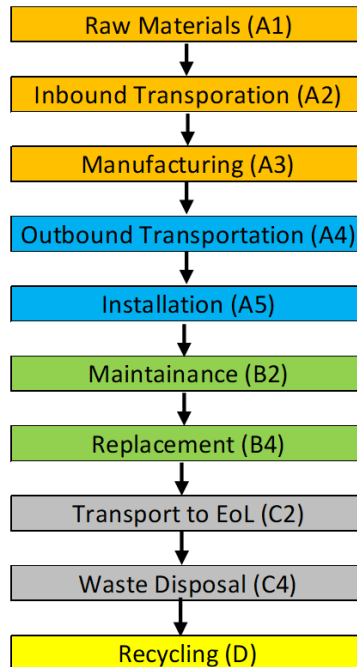 Raw Materials (A1)
Inbound Transporation (A2)
Manufacturing (A3)
Outbound Transportation (A4)
Installation (A5)
Maintainance (B2)
Replacement (B4)
Transport to EoL (C2)
Waste Disposal (C4)
Recycling (D)